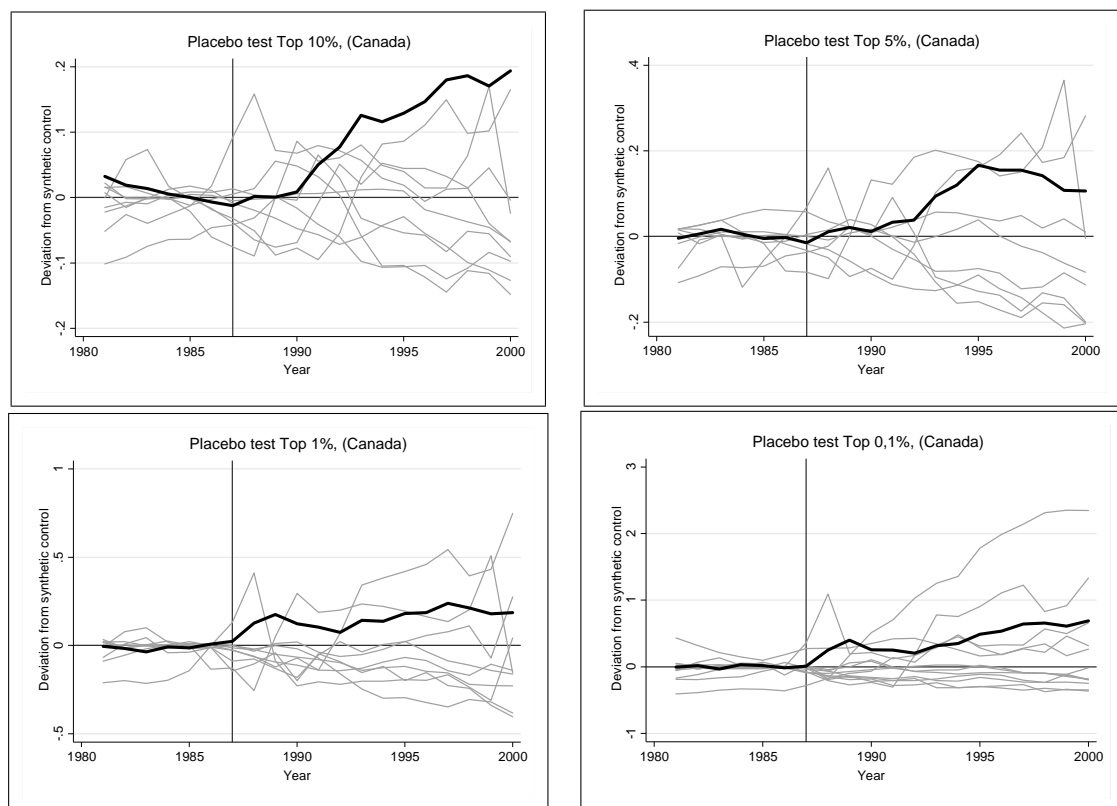 Placebo test Top 10%, (Canada)
Deviation from synthetic control
.2
.1
0
-.1
-.2
1980 1985 1990 1995 2000
Year
Placebo test Top 5%, (Canada)
Deviation from synthetic control
.4
.2
0
-.2
1980 1985 1990 1995 2000
Year
Placebo test Top 1%, (Canada)
Deviation from synthetic control
1
.5
0
-.5
1980 1985 1990 1995 2000
Year
Placebo test Top 0,1%, (Canada)
Deviation from synthetic control
3
2
1
0
-1
1980 1985 1990 1995 2000
Year